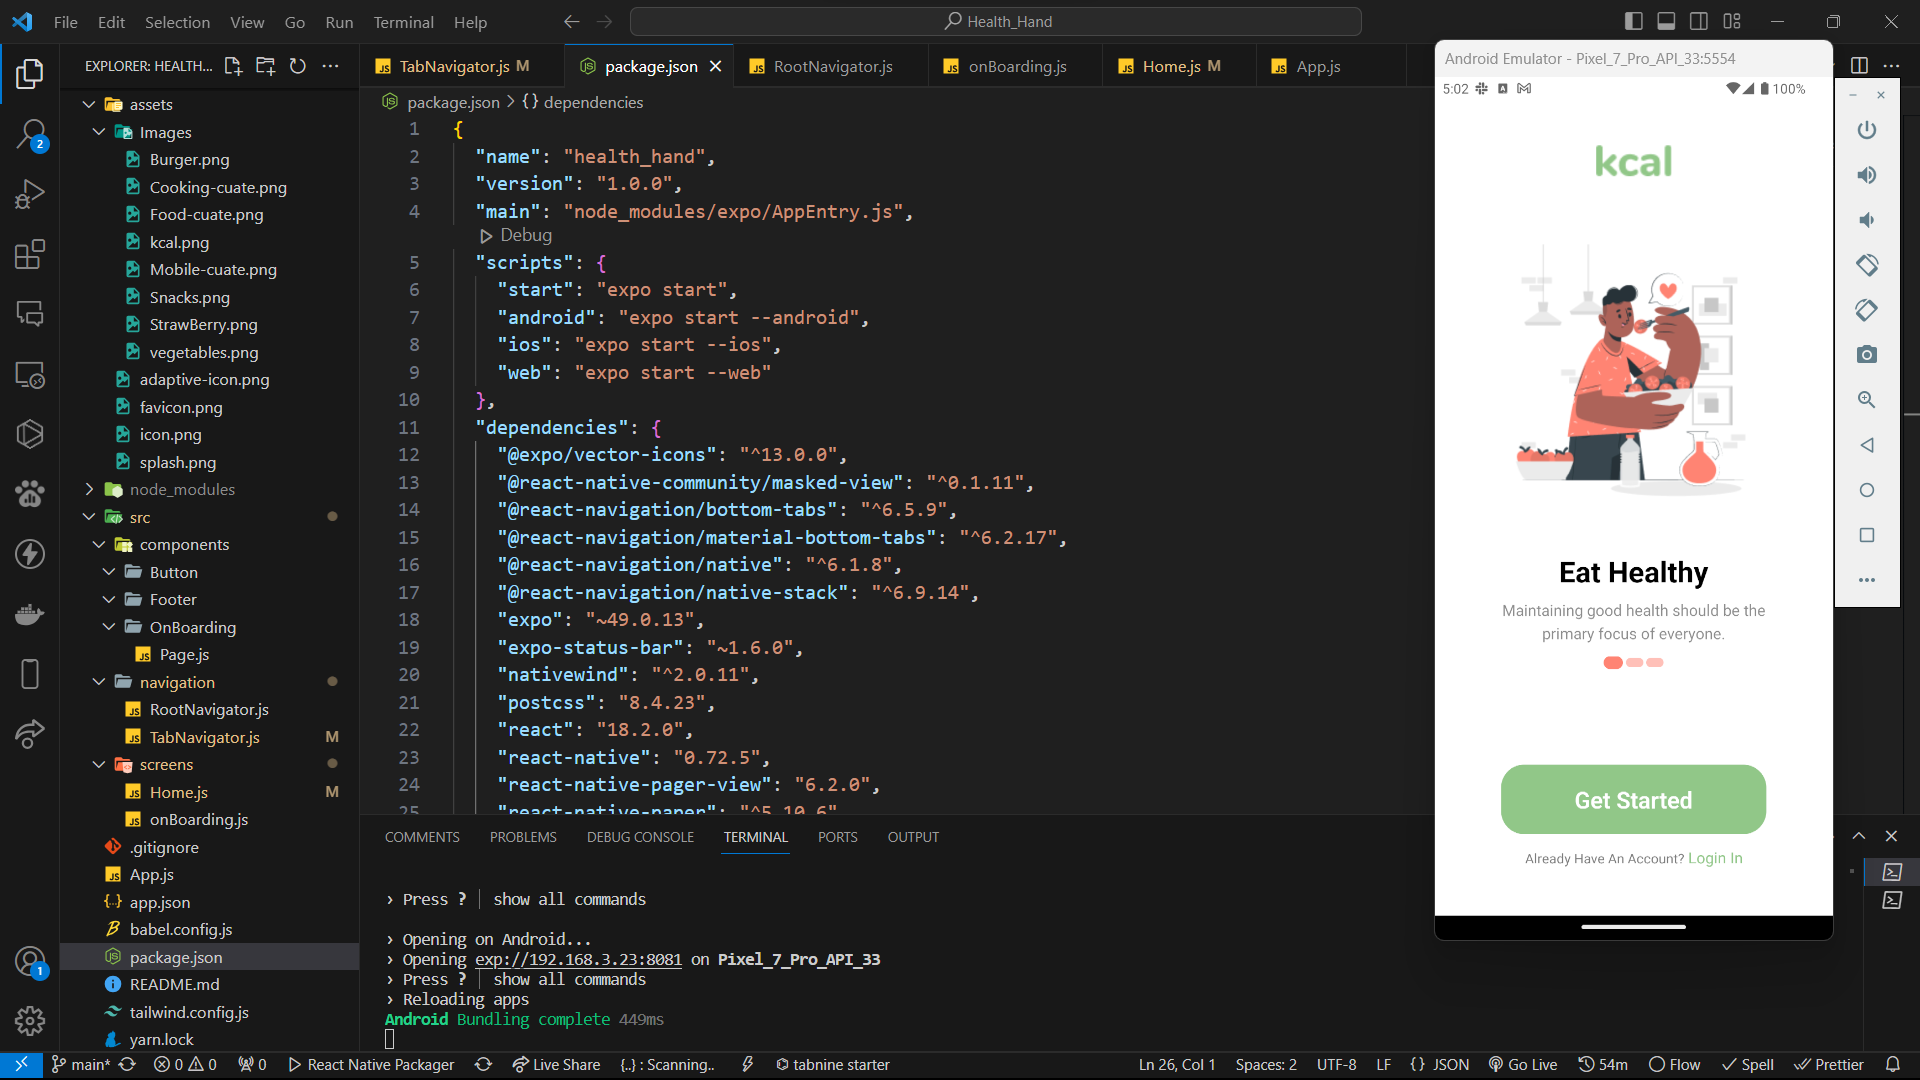 File Edit Selection View Go Run Terminal Help
Health_Hand
EXPLORER: HEALTH...
assets
Images
Burger.png
Cooking-cuate.png
Food-cuate.png
kcal.png
Mobile-cuate.png
Snacks.png
StrawBerry.png
vegetables.png
adaptive-icon.png
favicon.png
icon.png
splash.png
node_modules
src
components
Button
Footer
OnBoarding
Page.js
navigation
RootNavigator.js
TabNavigator.js M
screens
Home.js M
onBoarding.js
.gitignore
App.js
app.json
babel.config.js
package.json
README.md
tailwind.config.js
yarn.lock
2
1
TabNavigator.js M
package.json
RootNavigator.js
onBoarding.js
Home.js M
App.js
package.json > {} dependencies
1 {
2 "name": "health_hand",
3 "version": "1.0.0",
4 "main": "node_modules/expo/AppEntry.js",
Debug
5 "scripts": {
6 "start": "expo start",
7 "android": "expo start --android",
8 "ios": "expo start --ios",
9 "web": "expo start --web"
10 },
11 "dependencies": {
12 "@expo/vector-icons": "^13.0.0",
13 "@react-native-community/masked-view": "^0.1.11",
14 "@react-navigation/bottom-tabs": "^6.5.9",
15 "@react-navigation/material-bottom-tabs": "^6.2.17",
16 "@react-navigation/native": "^6.1.8",
17 "@react-navigation/native-stack": "^6.9.14",
18 "expo": "~49.0.13",
19 "expo-status-bar": "~1.6.0",
20 "nativewind": "^2.0.11",
21 "postcss": "8.4.23",
22 "react": "18.2.0",
23 "react-native": "0.72.5",
24 "react-native-pager-view": "6.2.0",
25 "react-native-paper": "^5.10.6"
COMMENTS PROBLEMS DEBUG CONSOLE TERMINAL PORTS OUTPUT
› Press ? │ show all commands
› Opening on Android...
› Opening exp://192.168.3.23:8081 on Pixel_7_Pro_API_33
› Press ? │ show all commands
› Reloading apps
Android Bundling complete 449ms
Android Emulator - Pixel_7_Pro_API_33:5554
5:02
100%
kcal
Eat Healthy
Maintaining good health should be the
primary focus of everyone.
Get Started
Already Have An Account? Login In
main* 0 0 0 React Native Packager Live Share {..} : Scanning.. tabnine starter Ln 26, Col 1 Spaces: 2 UTF-8 LF {} JSON Go Live 54m Flow Spell Prettier